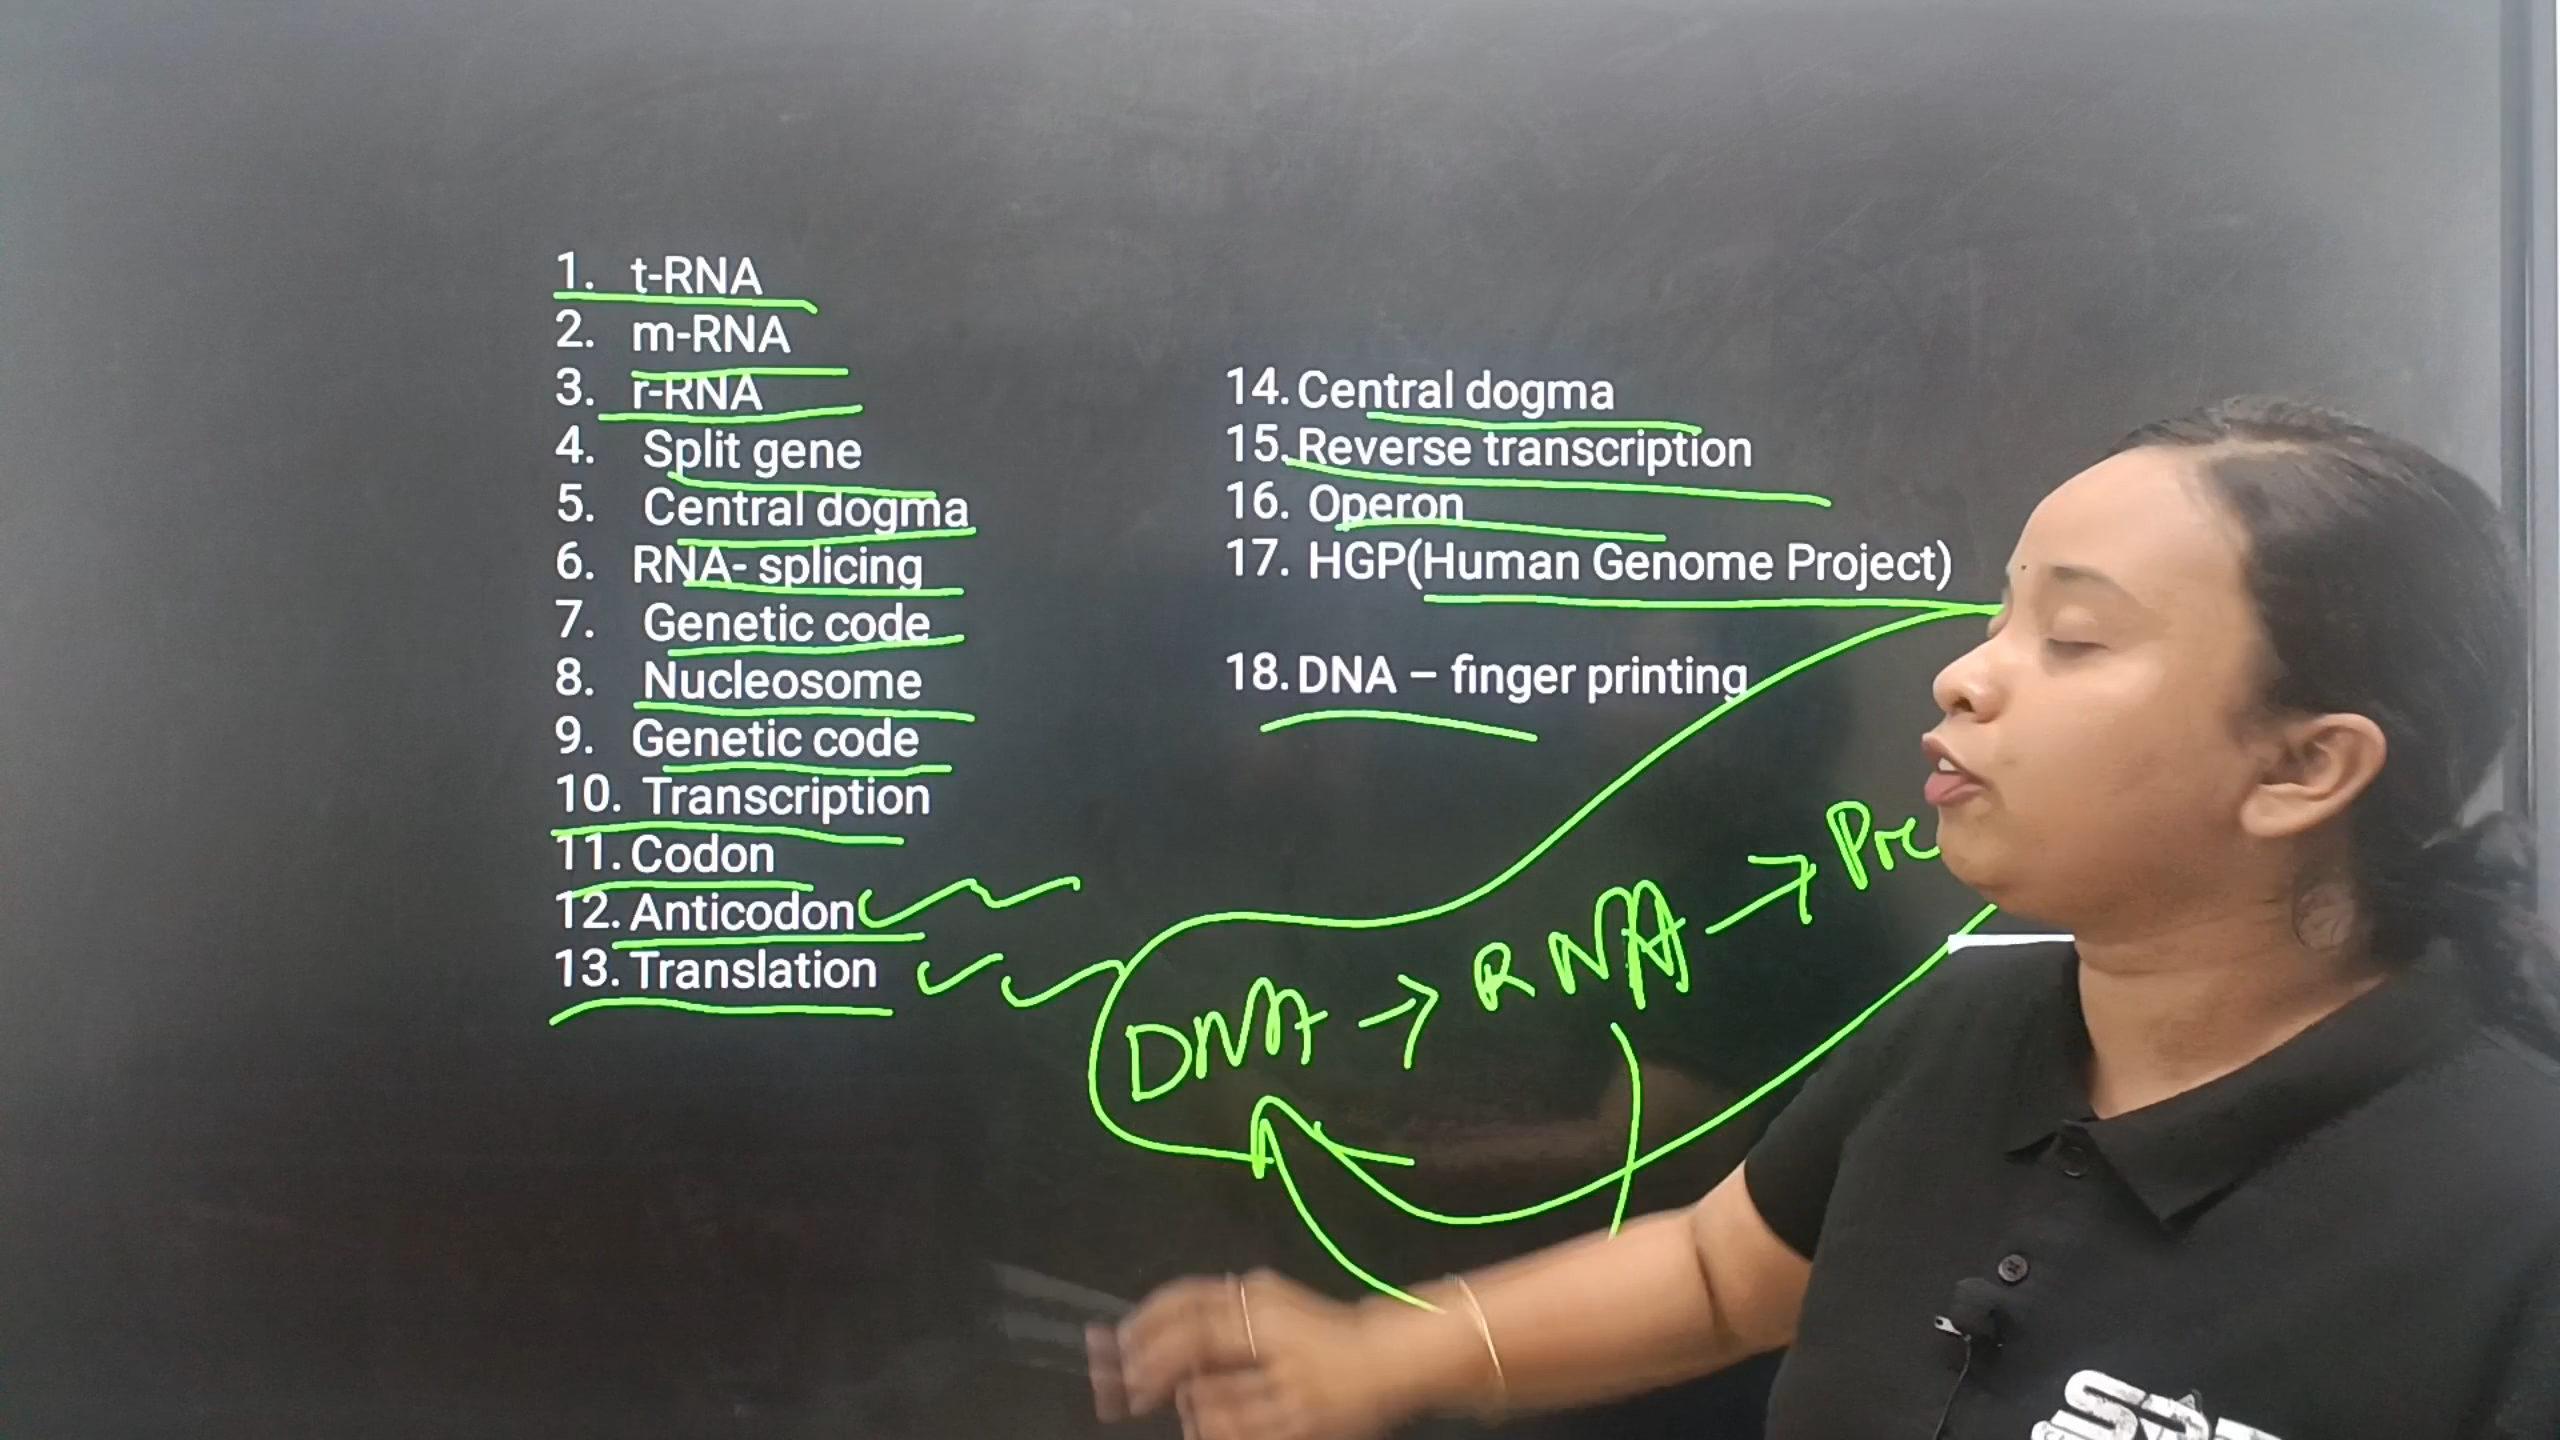 1. t-RNA
2. m-RNA
3. r-RNA
4. Split gene
5. Central dogma
6. RNA- splicing
7. Genetic code
8. Nucleosome
9. Genetic code
10. Transcription
11. Codon
12. Anticodon
13. Translation
14. Central dogma
15. Reverse transcription
16. Operon
17. HGP(Human Genome Project)
18. DNA – finger printing
DNA → RNA →